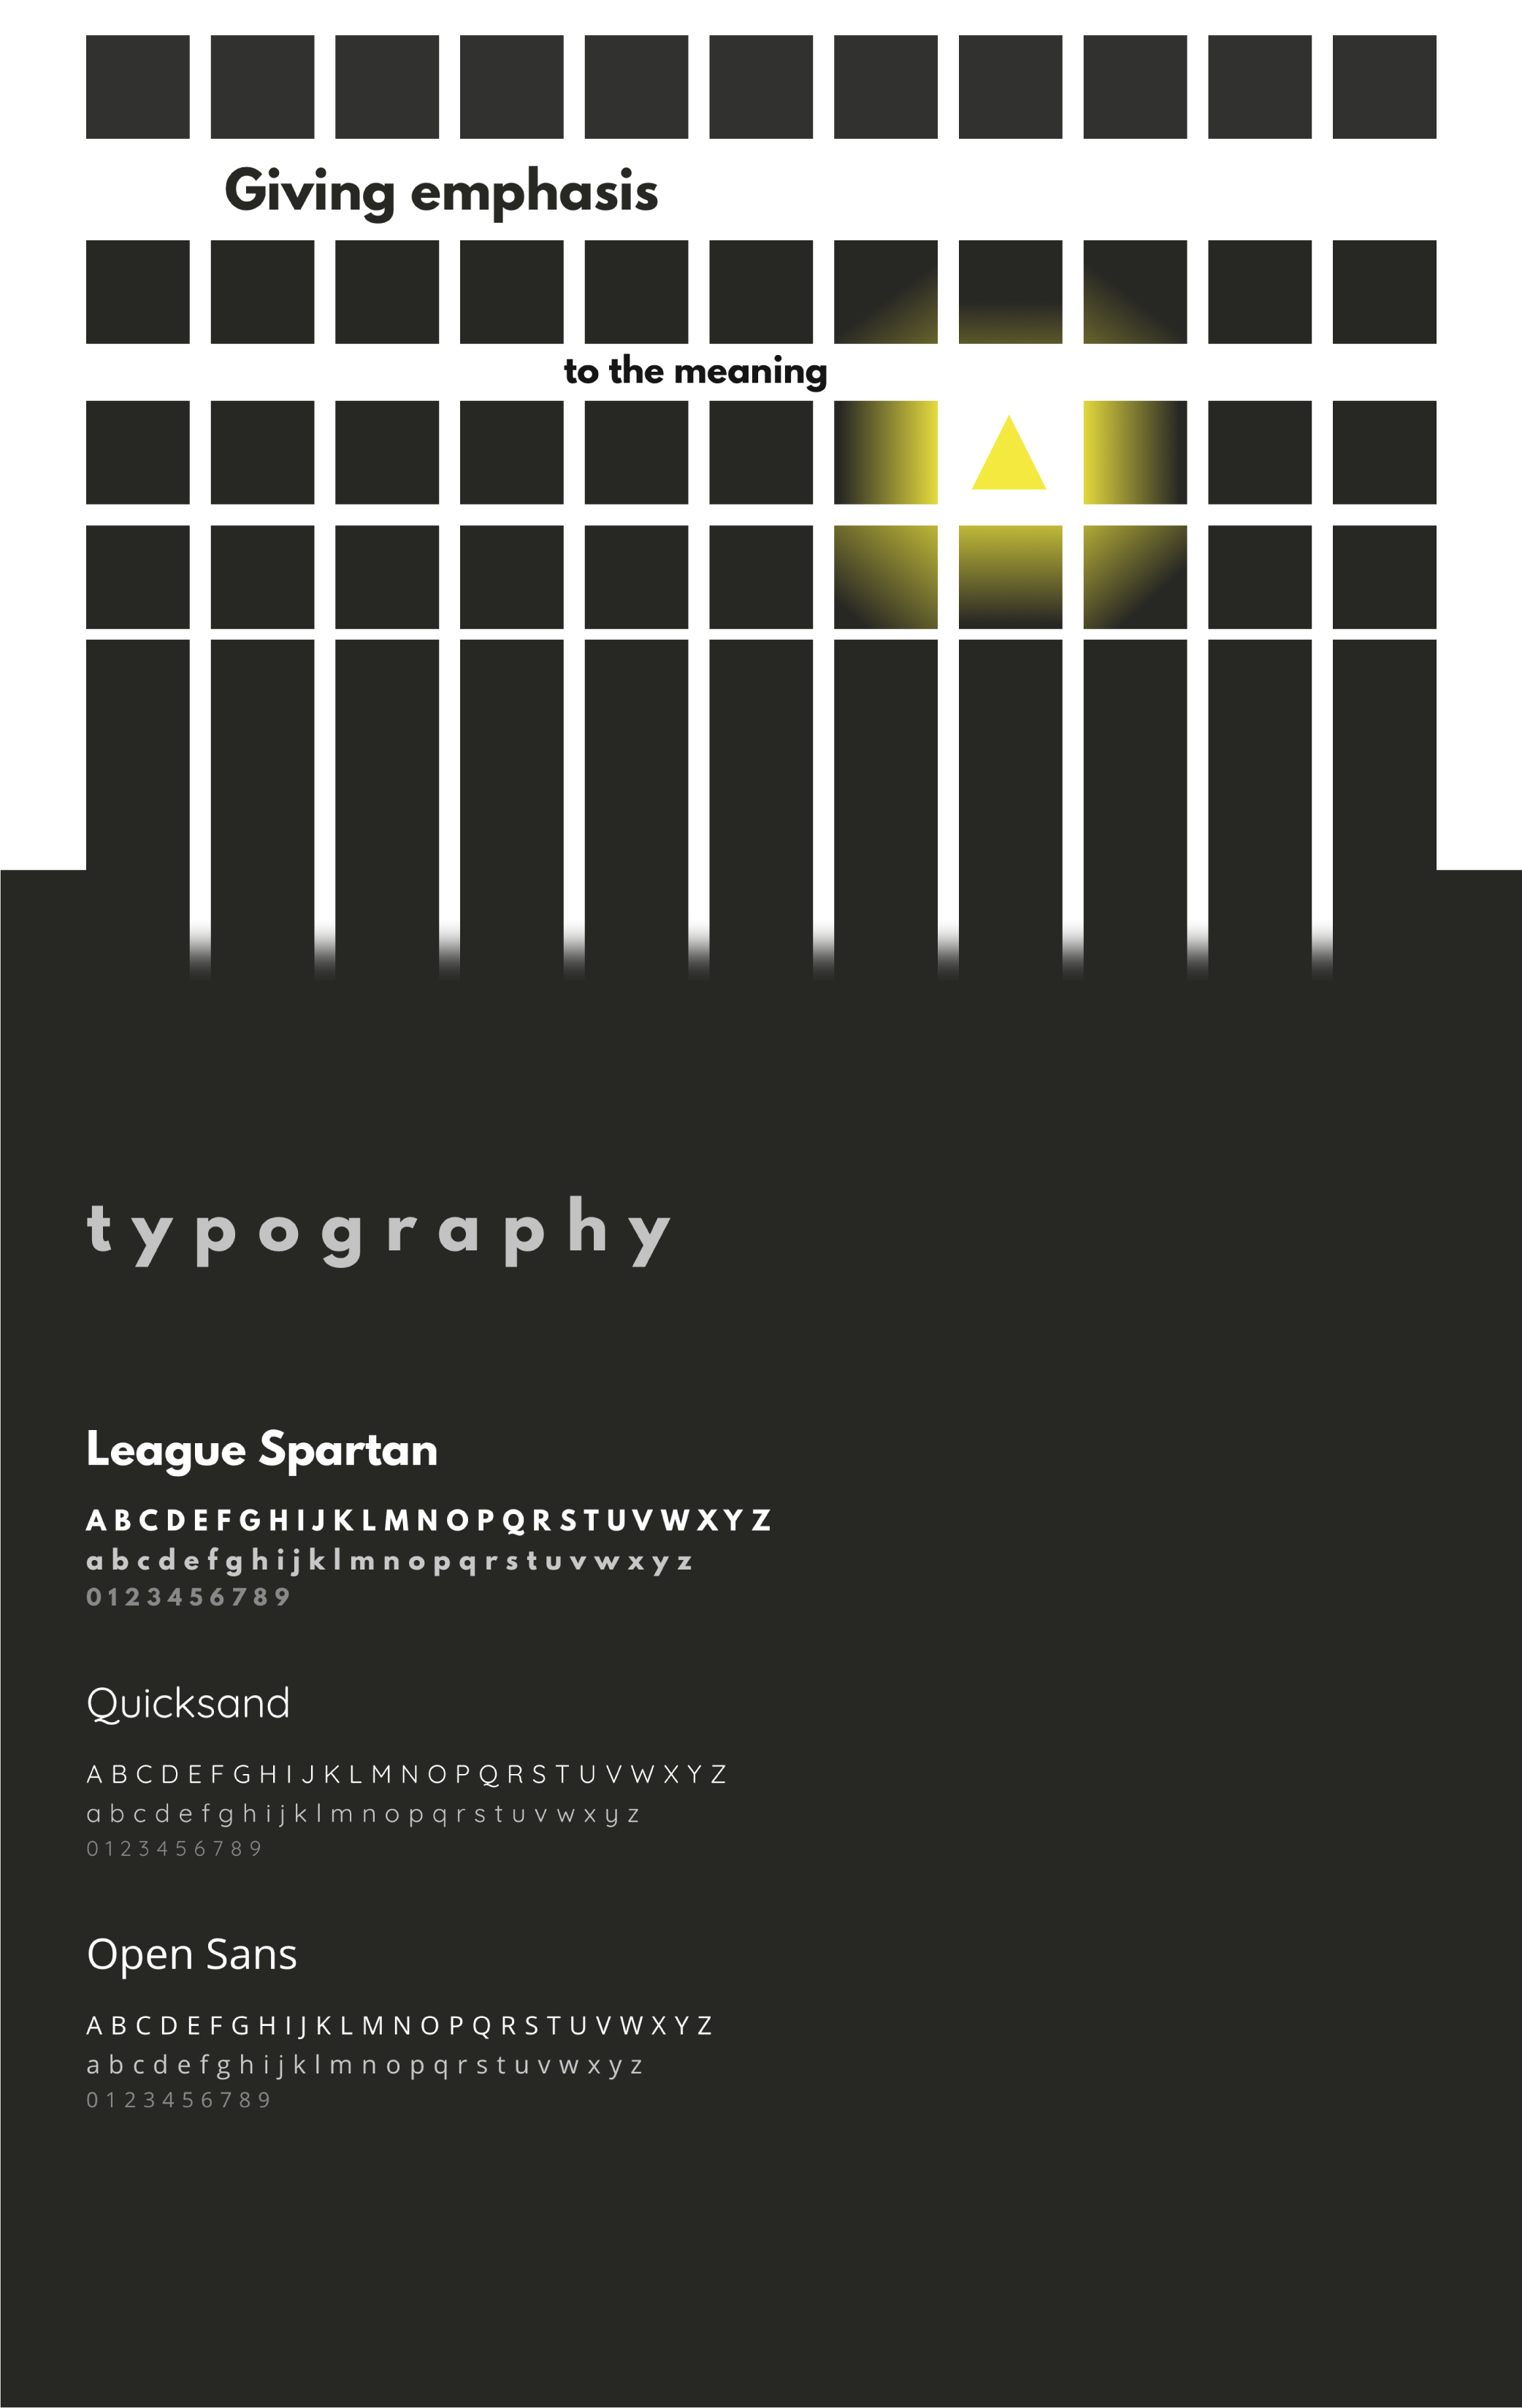 Giving emphasis
to the meaning
typography
League Spartan
A B C D E F G H I J K L M N O P Q R S T U V W X Y Z
a b c d e f g h i j k l m n o p q r s t u v w x y z
0 1 2 3 4 5 6 7 8 9
Quicksand
A B C D E F G H I J K L M N O P Q R S T U V W X Y Z
a b c d e f g h i j k l m n o p q r s t u v w x y z
0 1 2 3 4 5 6 7 8 9
Open Sans
A B C D E F G H I J K L M N O P Q R S T U V W X Y Z
a b c d e f g h i j k l m n o p q r s t u v w x y z
0 1 2 3 4 5 6 7 8 9